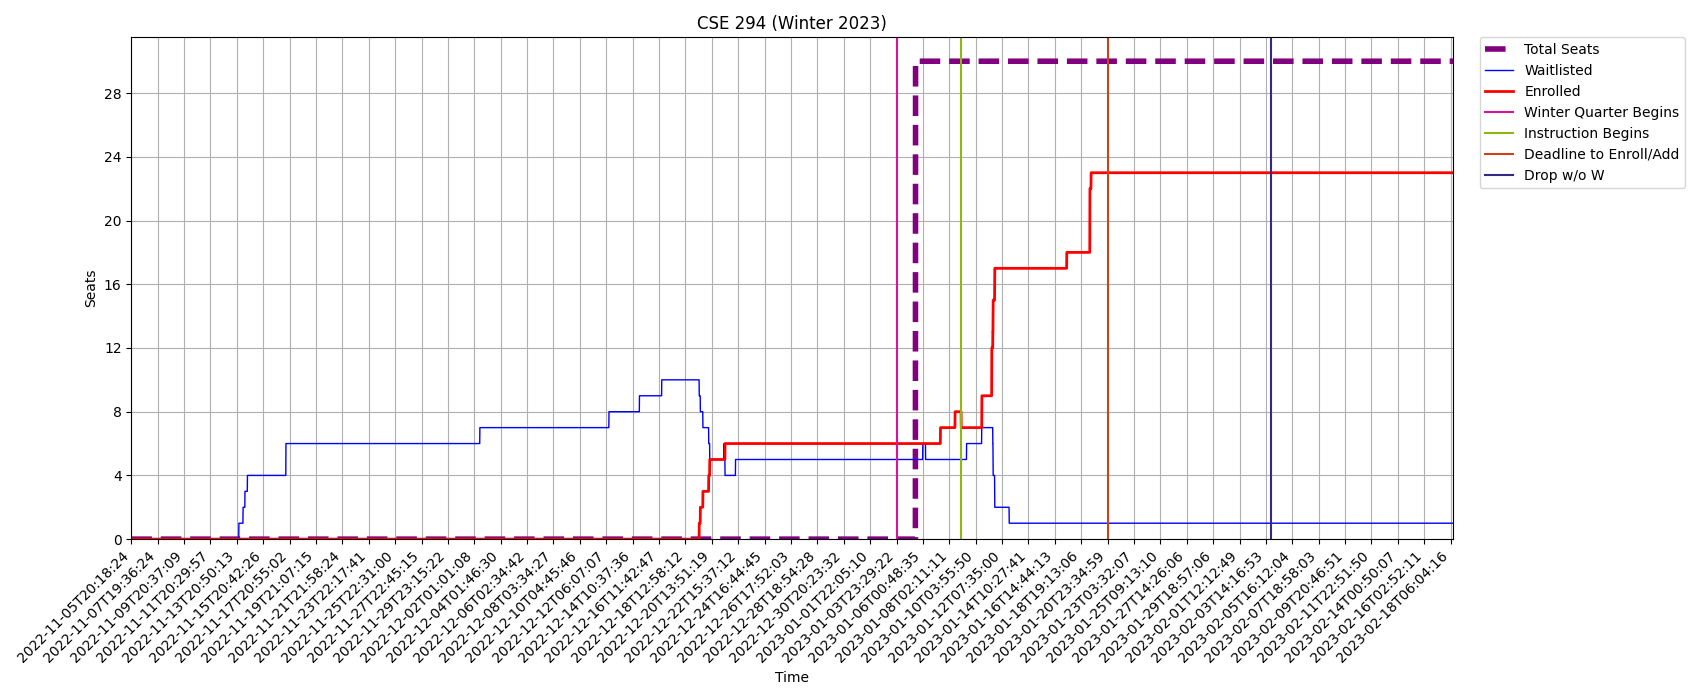 CSE 294 (Winter 2023)
Total Seats
Waitlisted
Enrolled
Winter Quarter Begins
Instruction Begins
Deadline to Enroll/Add
Drop w/o W
28
24
20
16
12
8
4
0
Seats
2022-11-05T20:18:24
2022-11-07T19:36:24
2022-11-09T20:37:09
2022-11-11T20:29:57
2022-11-13T20:50:13
2022-11-15T20:42:26
2022-11-17T20:55:02
2022-11-19T21:07:15
2022-11-21T21:58:24
2022-11-23T22:17:41
2022-11-25T22:31:00
2022-11-27T22:45:15
2022-11-29T23:15:22
2022-12-02T01:01:08
2022-12-04T01:46:30
2022-12-06T02:34:42
2022-12-08T03:34:27
2022-12-10T04:45:46
2022-12-12T06:07:07
2022-12-14T10:37:36
2022-12-16T11:42:47
2022-12-18T12:58:12
2022-12-20T13:51:19
2022-12-22T15:37:12
2022-12-24T16:44:45
2022-12-26T17:52:03
2022-12-28T18:54:28
2022-12-30T20:23:32
2023-01-01T22:05:10
2023-01-03T23:29:22
2023-01-06T00:48:35
2023-01-08T02:11:11
2023-01-10T03:55:50
2023-01-12T07:35:00
2023-01-14T10:27:41
2023-01-16T14:44:13
2023-01-18T19:13:06
2023-01-20T23:34:59
2023-01-23T03:32:07
2023-01-25T09:13:10
2023-01-27T14:26:06
2023-01-29T18:57:06
2023-02-01T12:12:49
2023-02-03T14:16:53
2023-02-05T16:12:04
2023-02-07T18:58:03
2023-02-09T20:46:51
2023-02-11T22:51:50
2023-02-14T00:50:07
2023-02-16T02:52:11
2023-02-18T06:04:16
Time